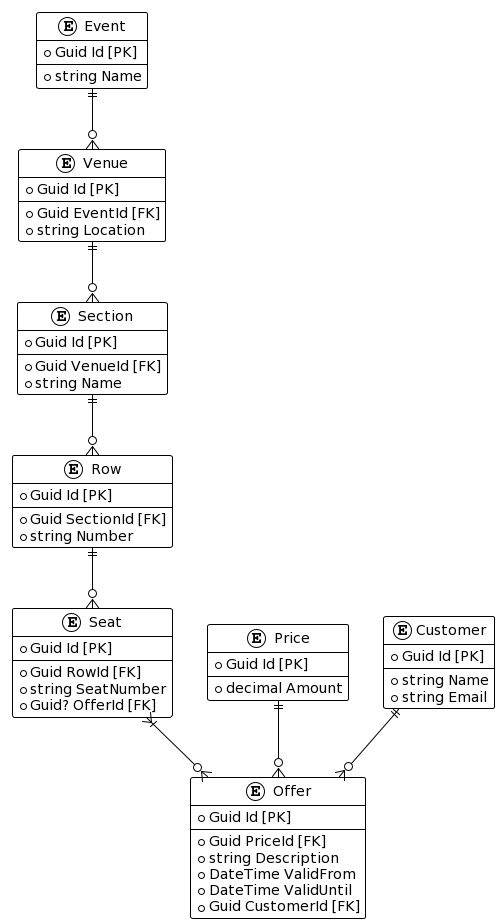 E Event
Guid Id [PK]
string Name
E Venue
Guid Id [PK]
Guid EventId [FK]
string Location
E Section
Guid Id [PK]
Guid VenueId [FK]
string Name
E Row
Guid Id [PK]
Guid SectionId [FK]
string Number
E Seat
Guid Id [PK]
Guid RowId [FK]
string SeatNumber
Guid? OfferId [FK]
E Price
Guid Id [PK]
decimal Amount
E Customer
Guid Id [PK]
string Name
string Email
E Offer
Guid Id [PK]
Guid PriceId [FK]
string Description
DateTime ValidFrom
DateTime ValidUntil
Guid CustomerId [FK]